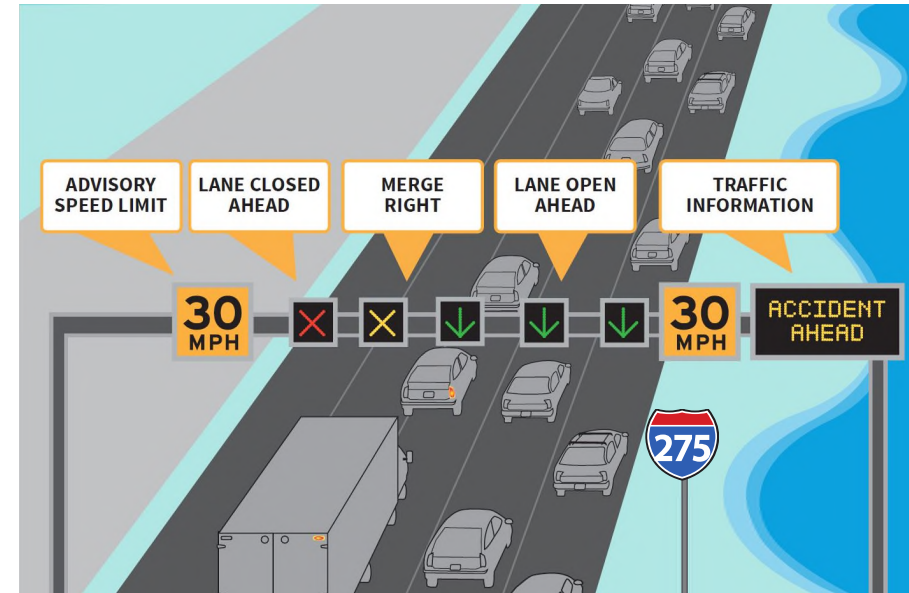 ADVISORY
SPEED LIMIT
LANE CLOSED
AHEAD
MERGE
RIGHT
LANE OPEN
AHEAD
TRAFFIC
INFORMATION
30
MPH
30
MPH
ACCIDENT
AHEAD
275